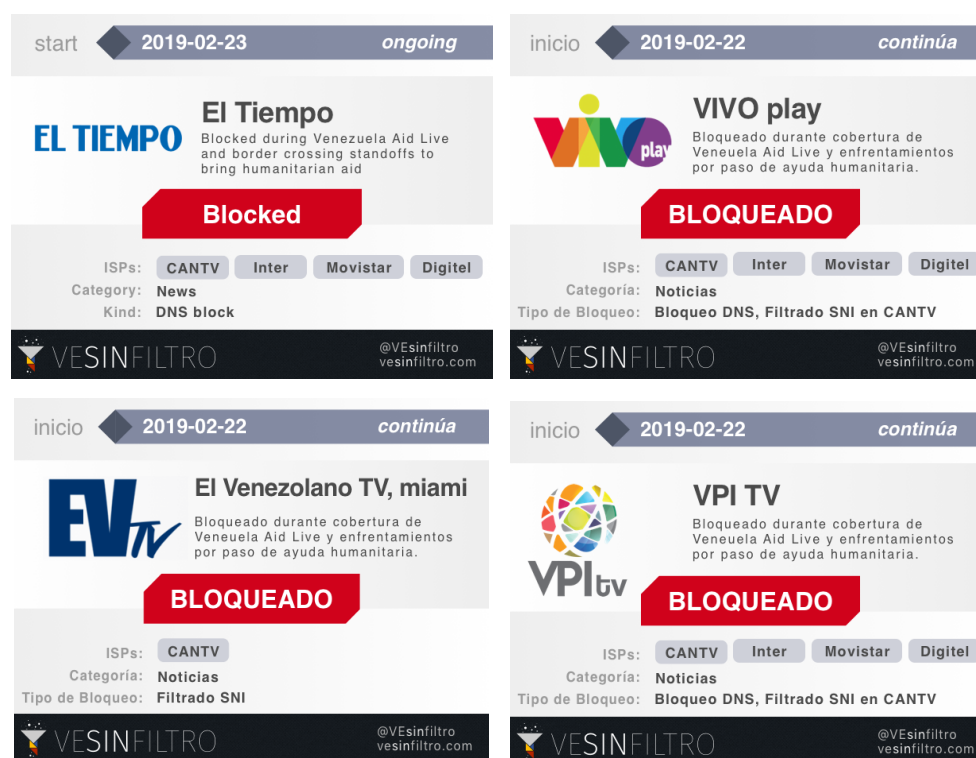 start 2019-02-23 ongoing
EL TIEMPO
El Tiempo
Blocked during Venezuela Aid Live
and border crossing standoffs to
bring humanitarian aid
Blocked
ISPs: CANTV Inter Movistar Digitel
Category: News
Kind: DNS block
VESINFILTRO
@VEsinfiltro
vesinfiltro.com
inicio 2019-02-22 continúa
VIVO play
VIVO play
Bloqueado durante cobertura de
Veneuela Aid Live y enfrentamientos
por paso de ayuda humanitaria.
BLOQUEADO
ISPs: CANTV Inter Movistar Digitel
Categoría: Noticias
Tipo de Bloqueo: Bloqueo DNS, Filtrado SNI en CANTV
VESINFILTRO
@VEsinfiltro
vesinfiltro.com
inicio 2019-02-22 continúa
EVTV
El Venezolano TV, miami
Bloqueado durante cobertura de
Veneuela Aid Live y enfrentamientos
por paso de ayuda humanitaria.
BLOQUEADO
ISPs: CANTV
Categoría: Noticias
Tipo de Bloqueo: Filtrado SNI
VESINFILTRO
@VEsinfiltro
vesinfiltro.com
inicio 2019-02-22 continúa
VPItv
VPI TV
Bloqueado durante cobertura de
Veneuela Aid Live y enfrentamientos
por paso de ayuda humanitaria.
BLOQUEADO
ISPs: CANTV Inter Movistar Digitel
Categoría: Noticias
Tipo de Bloqueo: Bloqueo DNS, Filtrado SNI en CANTV
VESINFILTRO
@VEsinfiltro
vesinfiltro.com